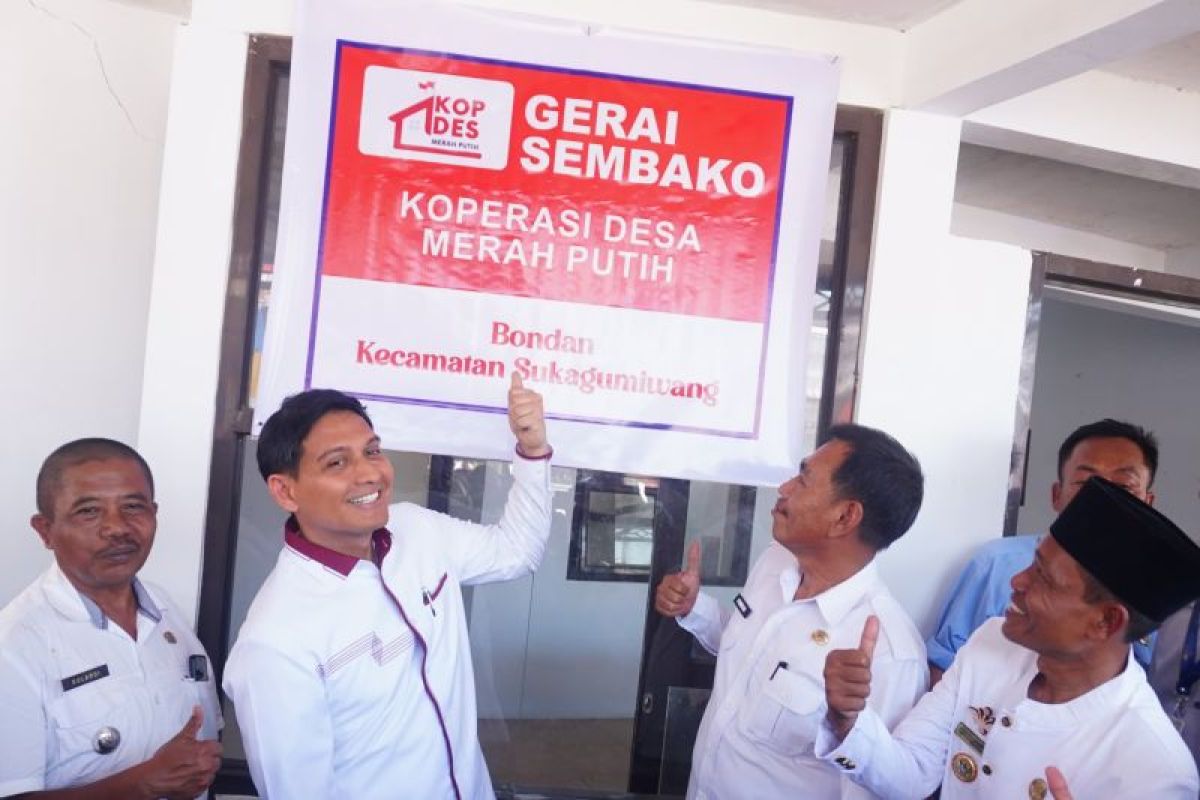 KOP
DES
MERAH PUTIH
GERAI
SEMBAKO
KOPERASI DESA
MERAH PUTIH
Bondan
Kecamatan Sukagumiwang